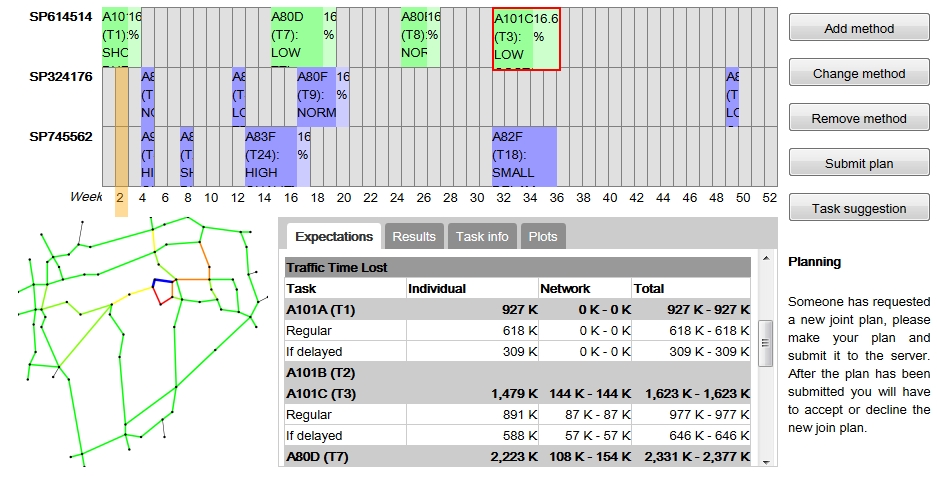 SP614514
A10 16
(T1): %
SHO
A80D 16
(T7): %
LOW
A80I 16
(T8): %
NOR
A101C 16.6
(T3): %
LOW
SP324176
A8
(T
NO
A8
(T
LO
A80F 16
(T9): %
NORM
A8
(T
LO
SP745562
A9
(T
HI
A8
(T
SH
A83F 16
(T24): %
HIGH
A82F
(T18):
SMALL
Week 2 4 6 8 10 12 14 16 18 20 22 24 26 28 30 32 34 36 38 40 42 44 46 48 50 52
Add method
Change method
Remove method
Submit plan
Task suggestion
Expectations Results Task info Plots
Traffic Time Lost
Task Individual Network Total
A101A (T1) 927 K 0 K - 0 K 927 K - 927 K
Regular 618 K 0 K - 0 K 618 K - 618 K
If delayed 309 K 0 K - 0 K 309 K - 309 K
A101B (T2)
A101C (T3) 1,479 K 144 K - 144 K 1,623 K - 1,623 K
Regular 891 K 87 K - 87 K 977 K - 977 K
If delayed 588 K 57 K - 57 K 646 K - 646 K
A80D (T7) 2,223 K 108 K - 154 K 2,331 K - 2,377 K
Planning
Someone has requested
a new joint plan, please
make your plan and
submit it to the server.
After the plan has been
submitted you will have
to accept or decline the
new join plan.